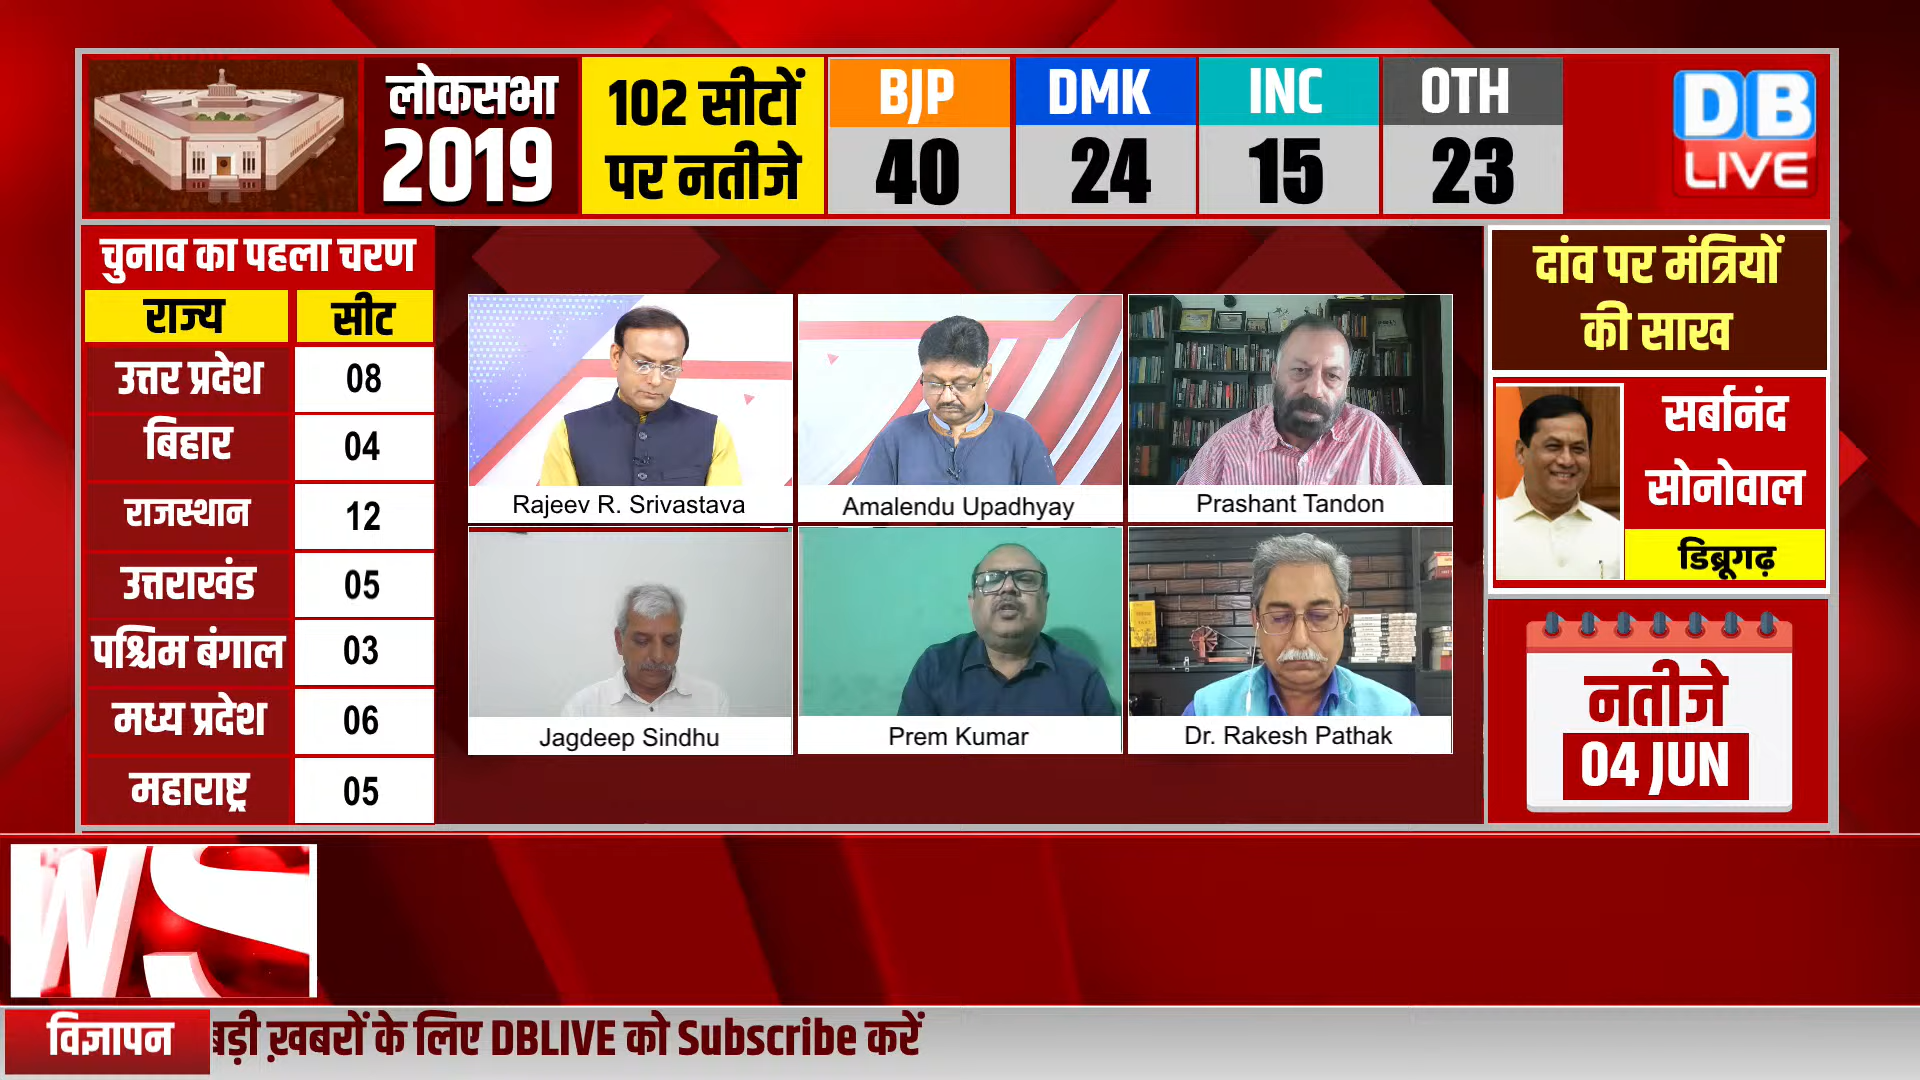 लोकसभा
2019
102 सीटों
पर नतीजे
BJP
40
DMK
24
INC
15
OTH
23
DB
LIVE
चुनाव का पहला चरण
राज्य सीट
उत्तर प्रदेश 08
बिहार 04
राजस्थान 12
उत्तराखंड 05
पश्चिम बंगाल 03
मध्य प्रदेश 06
महाराष्ट्र 05
Rajeev R. Srivastava
Amalendu Upadhyay
Prashant Tandon
Jagdeep Sindhu
Prem Kumar
Dr. Rakesh Pathak
दांव पर मंत्रियों
की साख
सर्बानंद
सोनोवाल
डिब्रूगढ़
नतीजे
04 JUN
WS
विज्ञापन
बड़ी ख़बरों के लिए DBLIVE को Subscribe करें